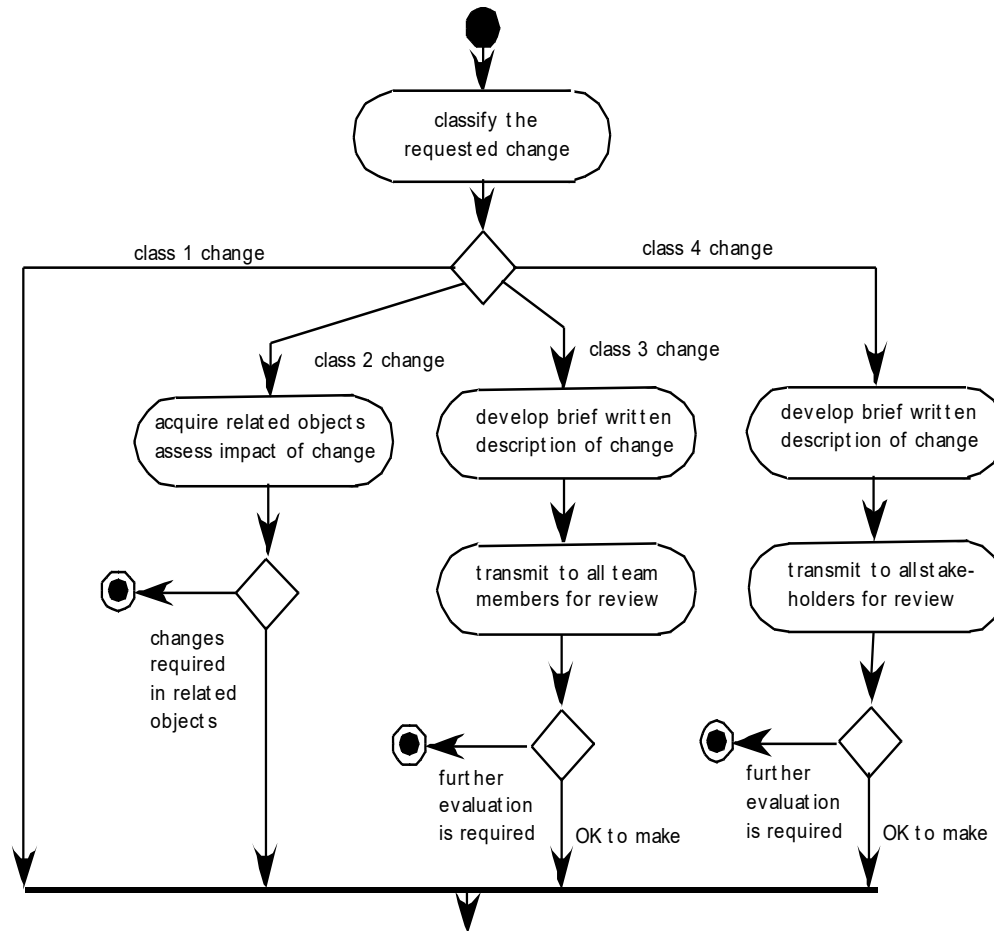 classify the
requested change
class 1 change
class 4 change
class 2 change
class 3 change
acquire related objects
assess impact of change
develop brief written
description of change
develop brief written
description of change
transmit to all team
members for review
transmit to all stake-
holders for review
changes
required
in related
objects
further
evaluation
is required
OK to make
further
evaluation
is required
OK to make